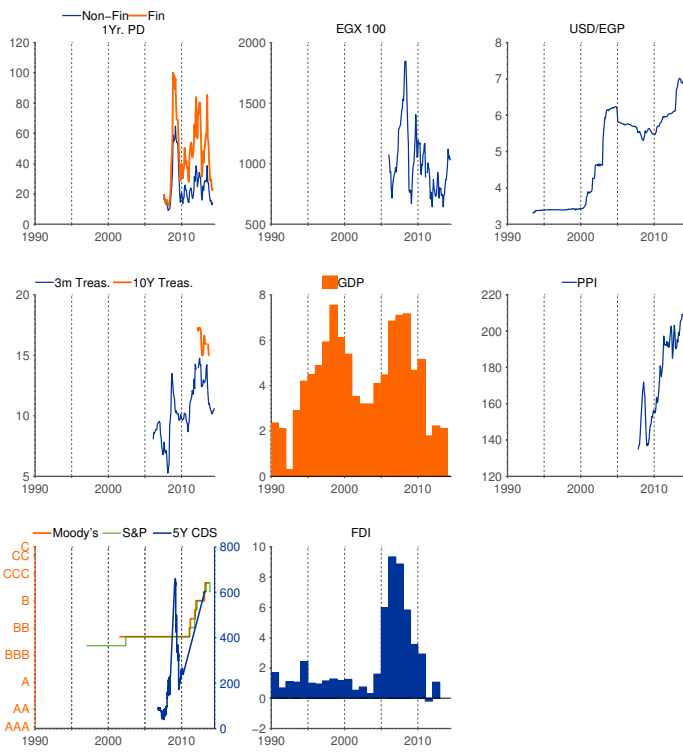 Non−Fin Fin
1Yr. PD EGX 100 USD/EGP
120 2000 8
100 7
80 1500 6
60 5
40 1000 4
20
0 500 3
1990 2000 2010 1990 2000 2010 1990 2000 2010
3m Treas. 10Y Treas. GDP PPI
20 8 220
200
15 6 180
4 160
10 2 140
5 0 120
1990 2000 2010 1990 2000 2010 1990 2000 2010
Moody's S&P 5Y CDS FDI
C 800 10
CC
CCC 8
600
B 6
BB 400 4
BBB
A 200 2
AA 0
AAA 0 −2
1990 2000 2010 1990 2000 2010